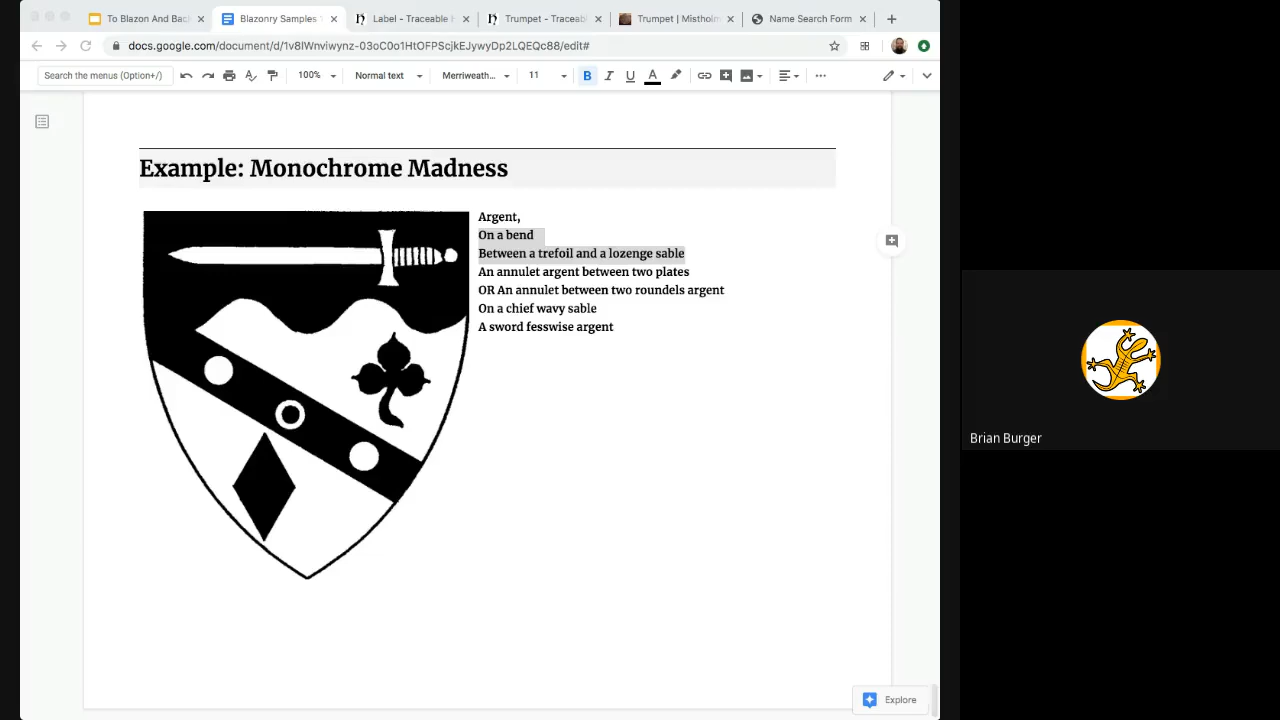 To Blazon And Bac
Blazonry Samples
Label - Traceable H
Trumpet - Traceab
Trumpet | Mistholm
Name Search Form
docs.google.com/document/d/1v8lWnviwynz-03oC0o1HtOFPScjkEJywyDp2LQEQc88/edit#
Search the menus (Option+/)
100%
Normal text
Merriweath...
11
B I U A
Example: Monochrome Madness
Argent,
On a bend
Between a trefoil and a lozenge sable
An annulet argent between two plates
OR An annulet between two roundels argent
On a chief wavy sable
A sword fesswise argent
Brian Burger
Explore